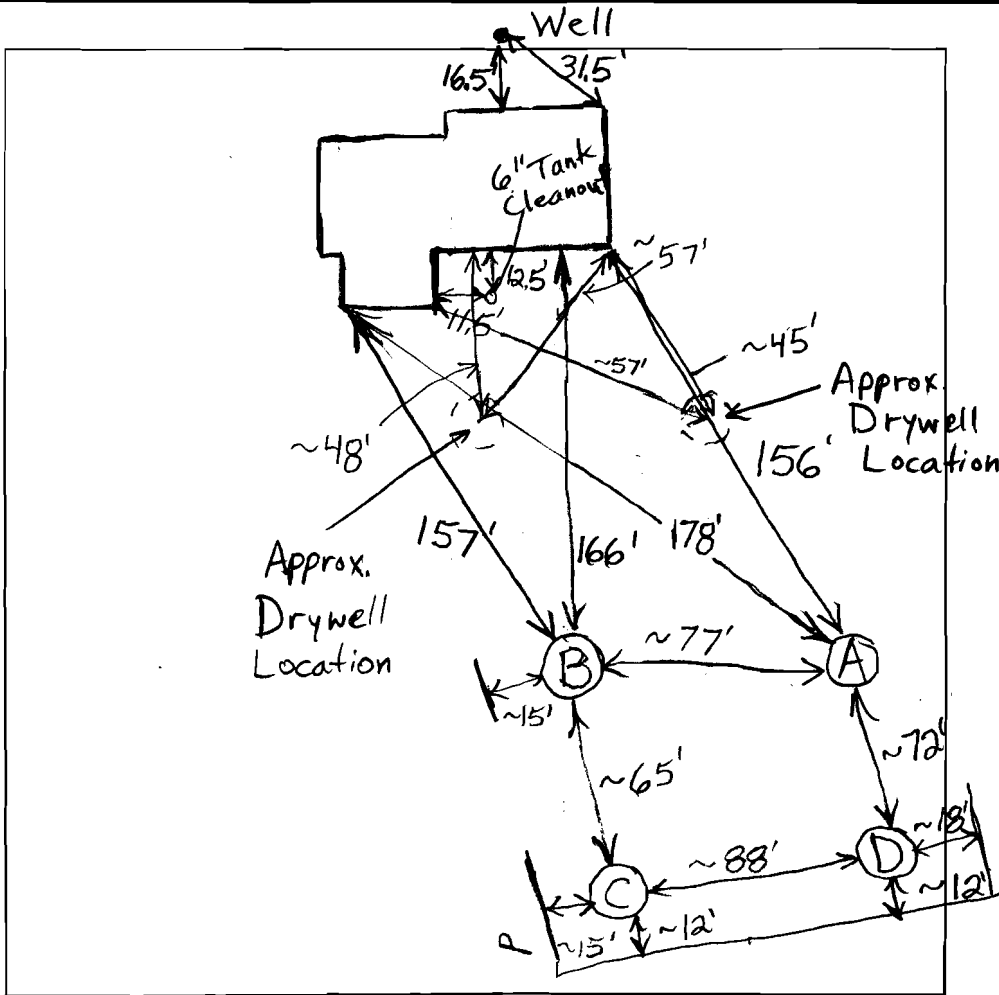 Well
16.5'
31.5'
6" Tank
Cleanout
12.5'
11.5'
~57'
~57'
~45'
Approx.
Drywell
Location
~48'
156'
157'
166'
178'
Approx.
Drywell
Location
B
~77'
A
~15'
~65'
~72'
~18'
C
~88'
D
~12'
~15'
~12'
P